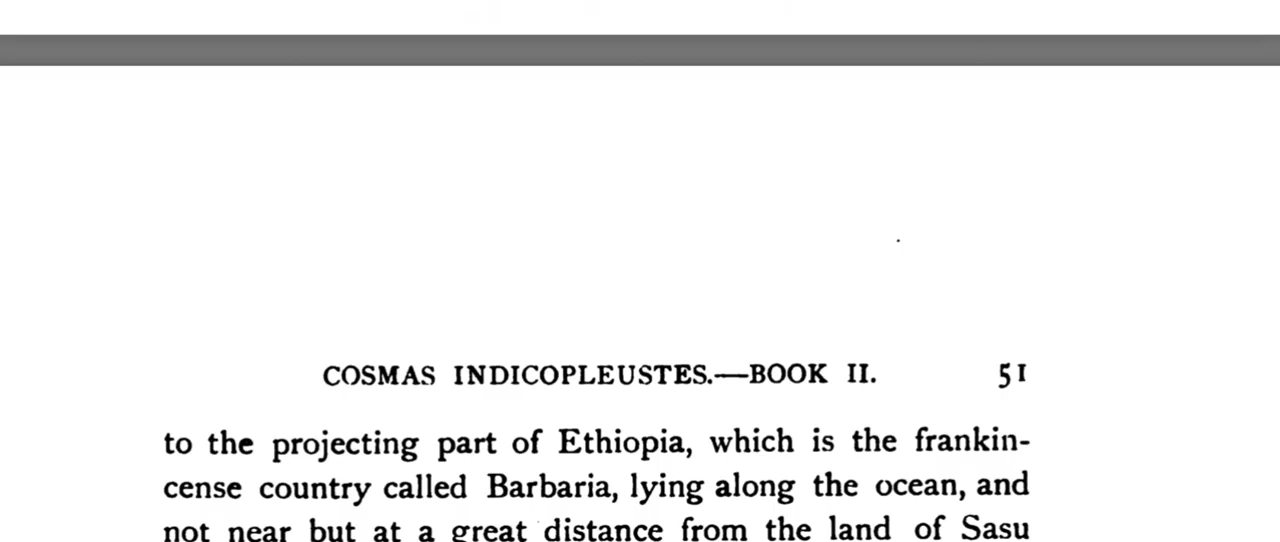 COSMAS INDICOPLEUSTES.—BOOK II. 51
to the projecting part of Ethiopia, which is the frankin-
cense country called Barbaria, lying along the ocean, and
not near but at a great distance from the land of Sasu